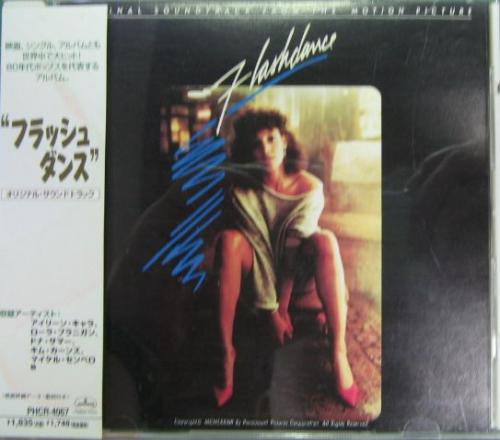 ORIGINAL SOUNDTRACK FROM THE MOTION PICTURE
Flashdance
映画、シングル、アルバムとも
世界中で大ヒット!
80年代ポップスを代表する
アルバム。
“フラッシュ
ダンス”
オリジナル・サウンドトラック
収録アーティスト:
アイリーン・キャラ、
ローラ・ブラニガン、
ドナ・サマー、
キム・カーンズ、
マイケル・センベロ
他
PHCR-4067